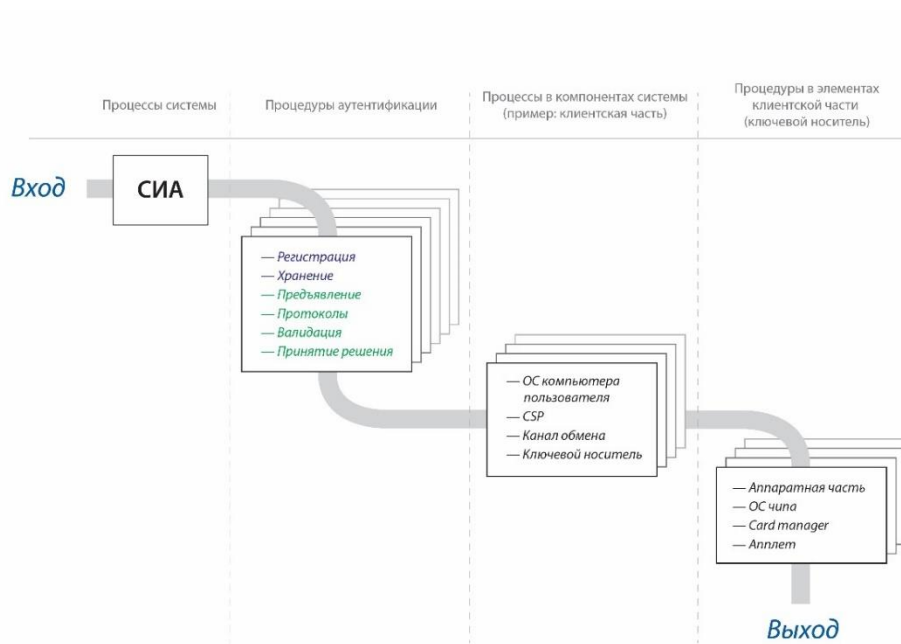 Процессы системы
Процедуры аутентификации
Процессы в компонентах системы
(пример: клиентская часть)
Процедуры в элементах
клиентской части
(ключевой носитель)
Вход
СИА
— Регистрация
— Хранение
— Предъявление
— Протоколы
— Валидация
— Принятие решения
— ОС компьютера
пользователя
— CSP
— Канал обмена
— Ключевой носитель
— Аппаратная часть
— ОС чипа
— Card manager
— Апплет
Выход